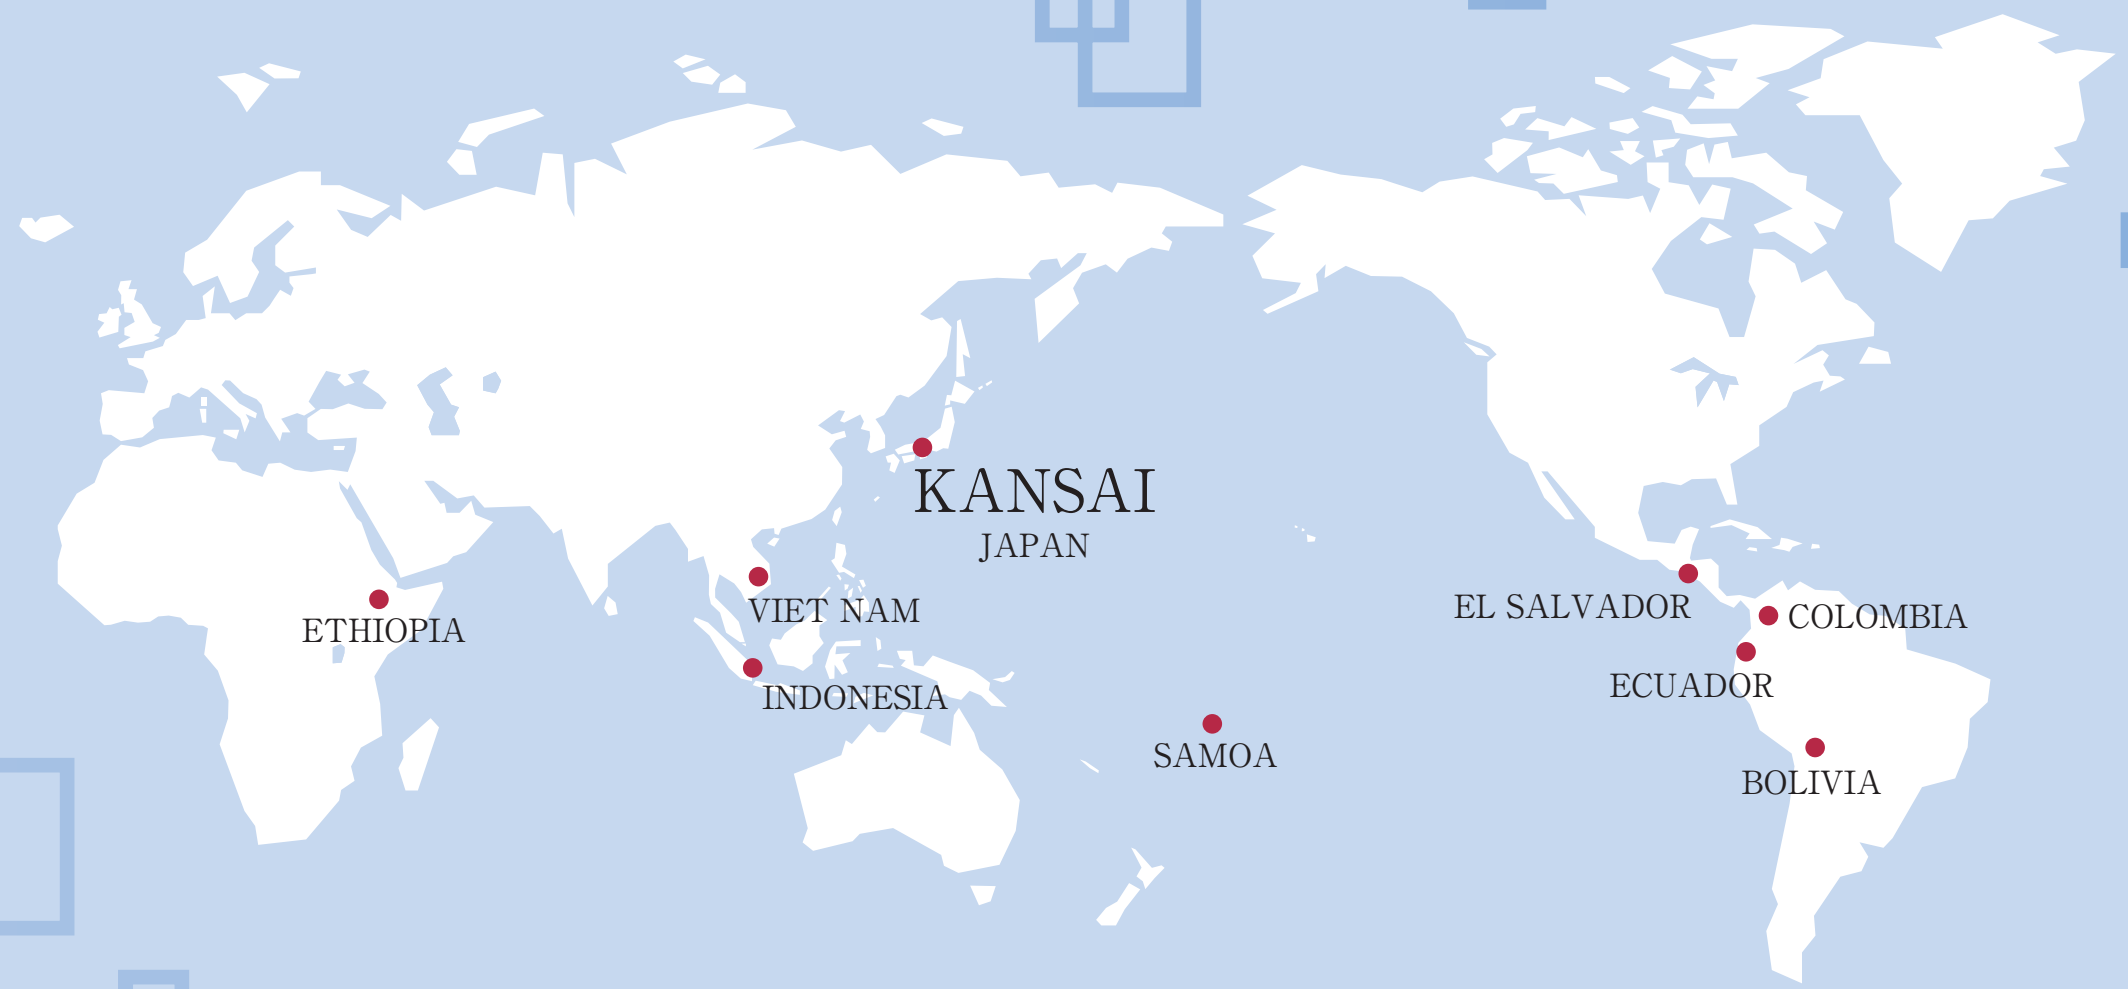 KANSAI
JAPAN
ETHIOPIA
VIET NAM
INDONESIA
SAMOA
EL SALVADOR
COLOMBIA
ECUADOR
BOLIVIA